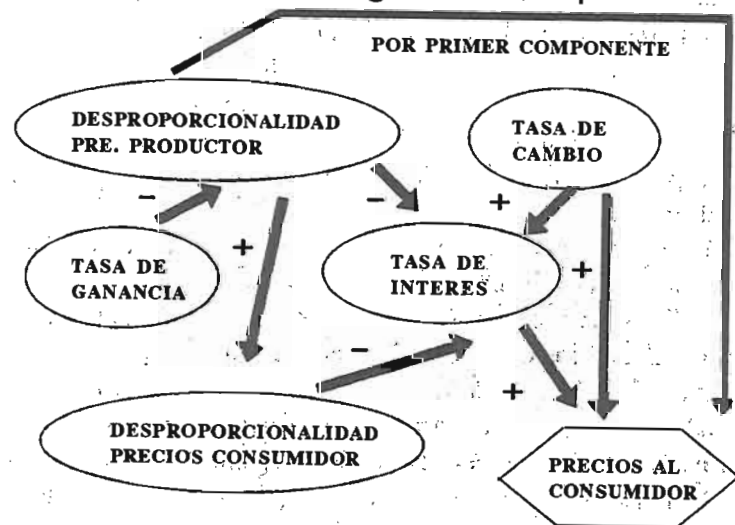 POR PRIMER COMPONENTE
DESPROPORCIONALIDAD
PRE. PRODUCTOR
TASA DE
CAMBIO
-
-
+
+
TASA DE
GANANCIA
TASA DE
INTERES
+
-
+
DESPROPORCIONALIDAD
PRECIOS CONSUMIDOR
PRECIOS AL
CONSUMIDOR